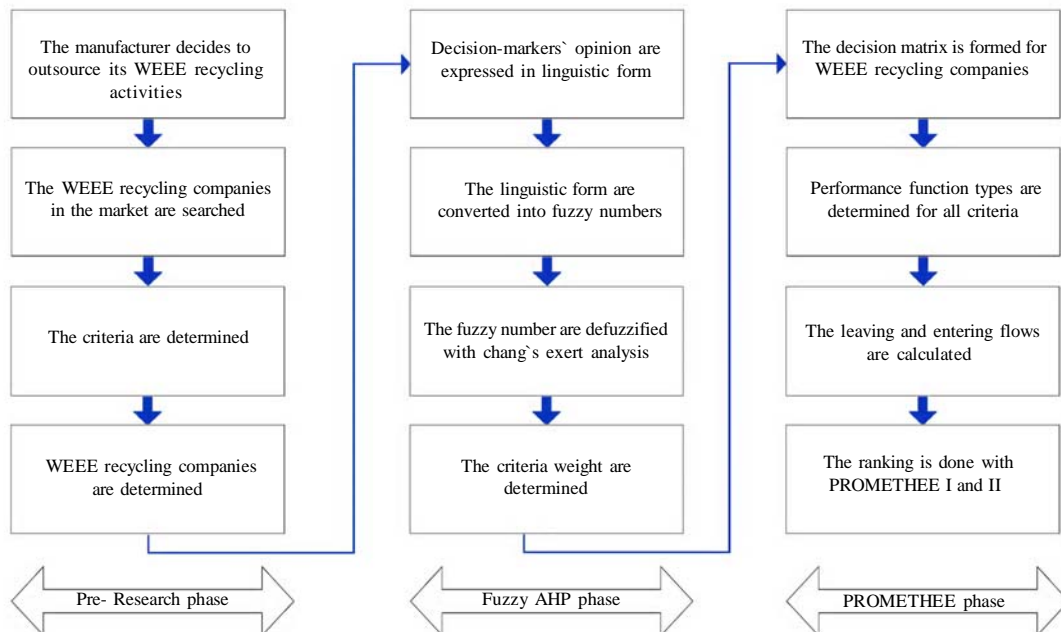 The manufacturer decides to
outsource its WEEE recycling
activities
The WEEE recycling companies
in the market are searched
The criteria are determined
WEEE recycling companies
are determined
Pre- Research phase
Decision-markers` opinion are
expressed in linguistic form
The linguistic form are
converted into fuzzy numbers
The fuzzy number are defuzzified
with chang`s exert analysis
The criteria weight are
determined
Fuzzy AHP phase
The decision matrix is formed for
WEEE recycling companies
Performance function types are
determined for all criteria
The leaving and entering flows
are calculated
The ranking is done with
PROMETHEE I and II
PROMETHEE phase